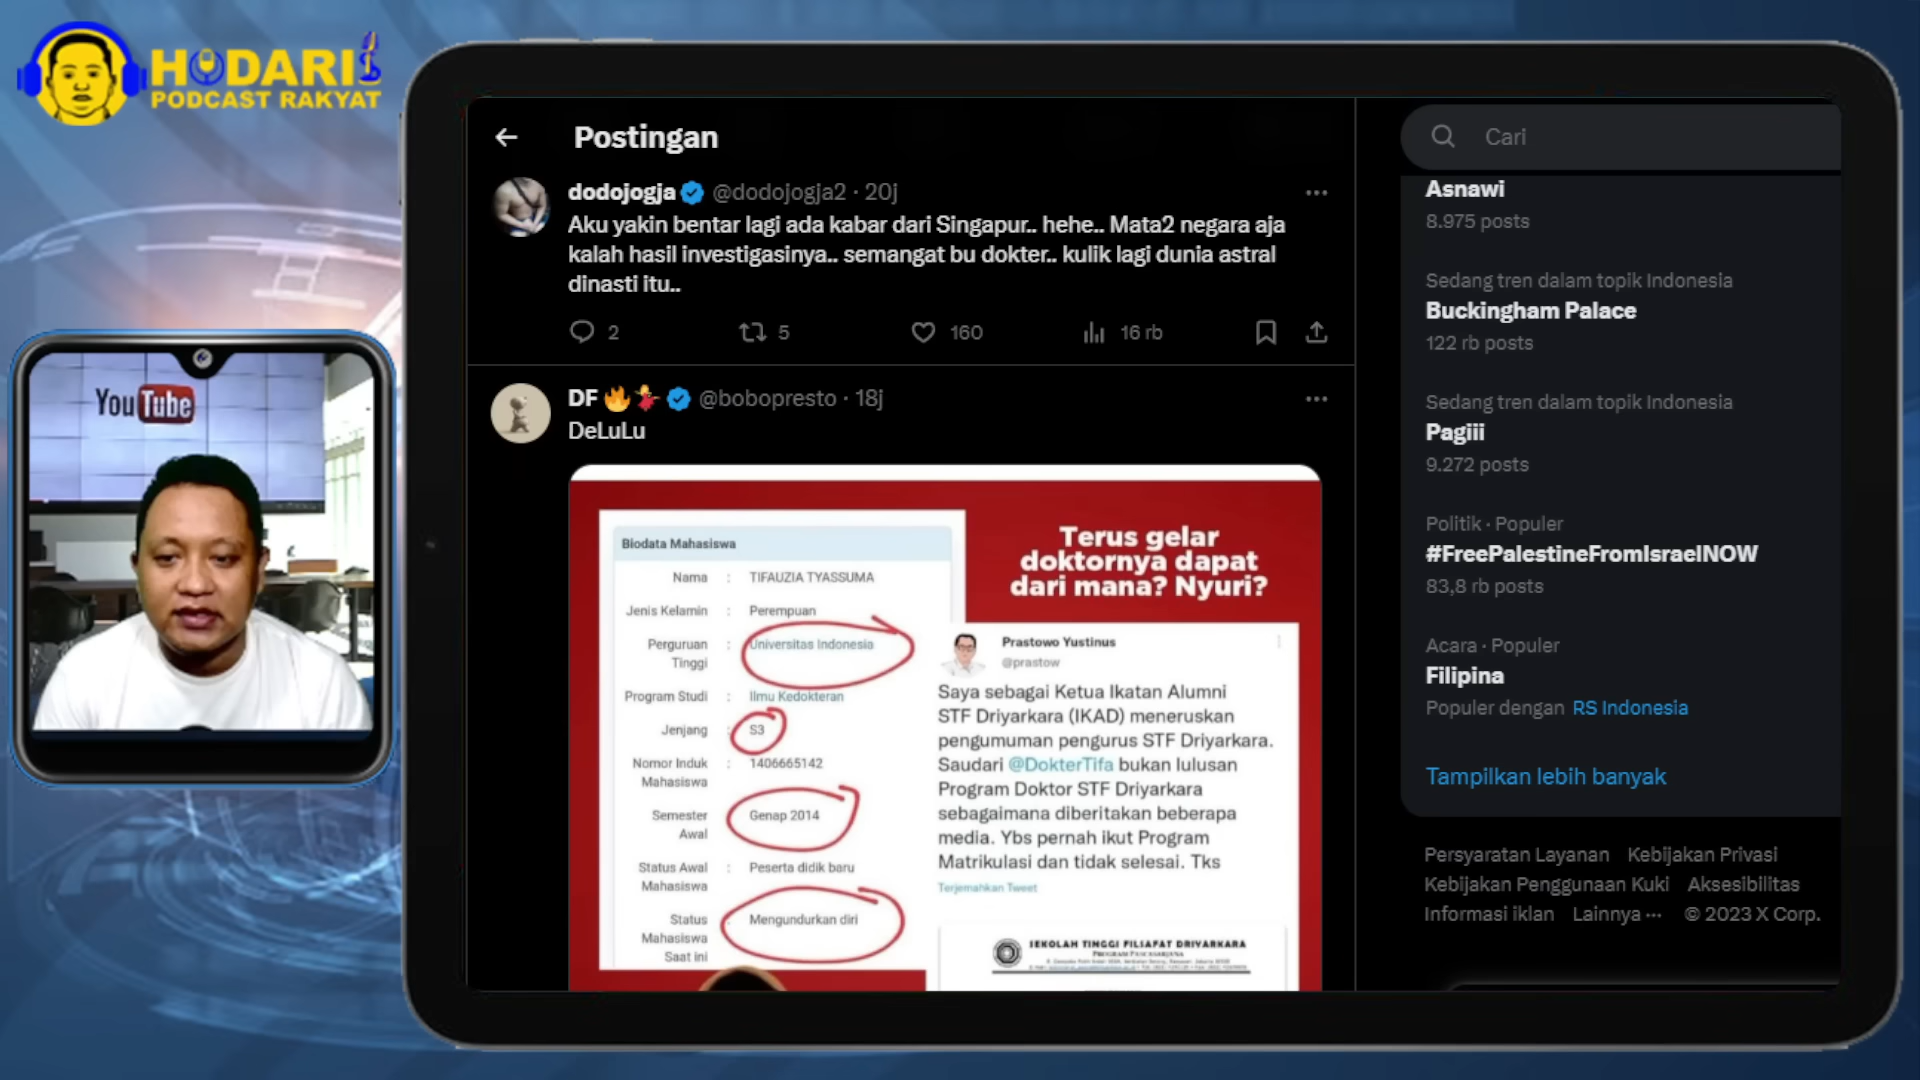 HODARI
PODCAST RAKYAT
YouTube
Postingan
dodojogja @dodojogja2 · 20j
Aku yakin bentar lagi ada kabar dari Singapur.. hehe.. Mata2 negara aja
kalah hasil investigasinya.. semangat bu dokter.. kulik lagi dunia astral
dinasti itu..
2 5 160 16 rb
DF @bobopresto · 18j
DeLuLu
Biodata Mahasiswa
Nama : TIFAUZIA TYASSUMA
Jenis Kelamin : Perempuan
Perguruan : Universitas Indonesia
Tinggi
Program Studi : Ilmu Kedokteran
Jenjang : S3
Nomor Induk : 1406665142
Mahasiswa
Semester : Genap 2014
Awal
Status Awal : Peserta didik baru
Mahasiswa
Status : Mengundurkan diri
Mahasiswa
Saat ini
Terus gelar
doktornya dapat
dari mana? Nyuri?
Prastowo Yustinus
@prastow
Saya sebagai Ketua Ikatan Alumni
STF Driyarkara (IKAD) meneruskan
pengumuman pengurus STF Driyarkara.
Saudari @DokterTifa bukan lulusan
Program Doktor STF Driyarkara
sebagaimana diberitakan beberapa
media. Ybs pernah ikut Program
Matrikulasi dan tidak selesai. Tks
Terjemahkan Tweet
SEKOLAH TINGGI FILSAFAT DRIYARKARA
PROGRAM PASCASARJANA
Cari
Asnawi
8.975 posts
Sedang tren dalam topik Indonesia
Buckingham Palace
122 rb posts
Sedang tren dalam topik Indonesia
Pagiii
9.272 posts
Politik · Populer
#FreePalestineFromIsraelNOW
83,8 rb posts
Acara · Populer
Filipina
Populer dengan RS Indonesia
Tampilkan lebih banyak
Persyaratan Layanan Kebijakan Privasi
Kebijakan Penggunaan Kuki Aksesibilitas
Informasi iklan Lainnya ··· © 2023 X Corp.